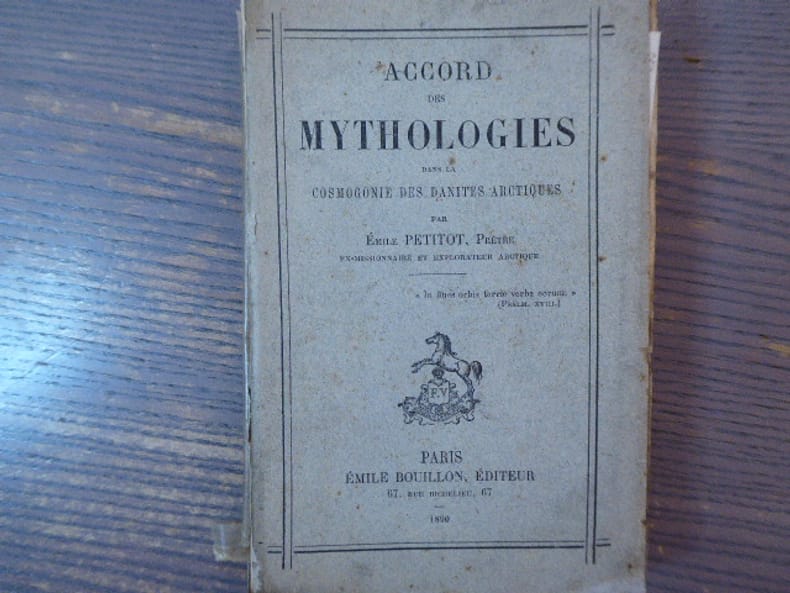 ACCORD
DES
MYTHOLOGIES
DANS LA
COSMOGONIE DES DANITES ARCTIQUES
PAR
ÉMILE PETITOT, PRÊTRE
EX-MISSIONNAIRE ET EXPLORATEUR ARCTIQUE
« In fines orbis terræ verba eorum. »
(PSALM. XVIII.)
F.V
PARIS
ÉMILE BOUILLON, ÉDITEUR
67, RUE RICHELIEU, 67
1890